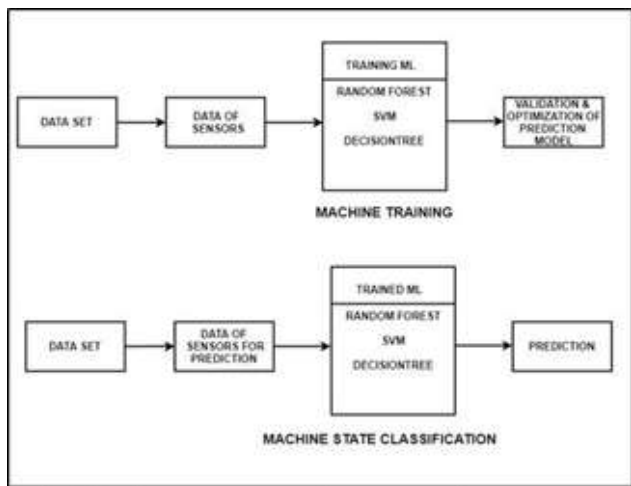 TRAINING ML
RANDOM FOREST
SVM
DECISIONTREE
DATA SET
DATA OF
SENSORS
VALIDATION &
OPTIMIZATION OF
PREDICTION
MODEL
MACHINE TRAINING
TRAINED ML
RANDOM FOREST
SVM
DECISIONTREE
DATA SET
DATA OF
SENSORS FOR
PREDICTION
PREDICTION
MACHINE STATE CLASSIFICATION